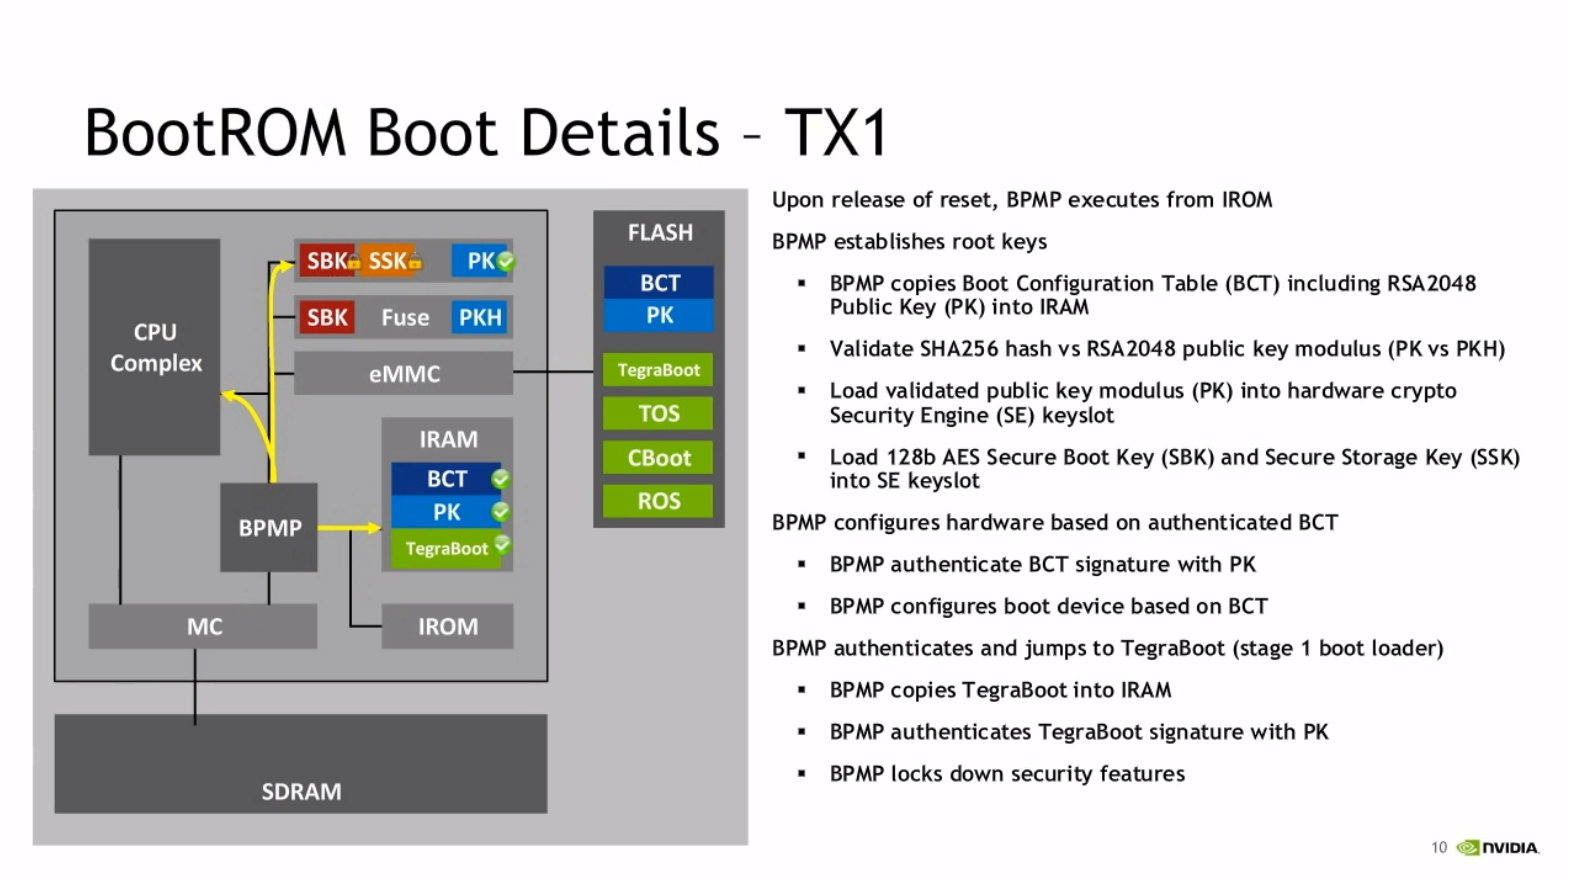 BootROM Boot Details – TX1
CPU
Complex
SBK SSK PK
SBK Fuse PKH
eMMC
IRAM
BCT
PK
TegraBoot
BPMP
MC
IROM
SDRAM
FLASH
BCT
PK
TegraBoot
TOS
CBoot
ROS
Upon release of reset, BPMP executes from IROM
BPMP establishes root keys
▪ BPMP copies Boot Configuration Table (BCT) including RSA2048
Public Key (PK) into IRAM
▪ Validate SHA256 hash vs RSA2048 public key modulus (PK vs PKH)
▪ Load validated public key modulus (PK) into hardware crypto
Security Engine (SE) keyslot
▪ Load 128b AES Secure Boot Key (SBK) and Secure Storage Key (SSK)
into SE keyslot
BPMP configures hardware based on authenticated BCT
▪ BPMP authenticate BCT signature with PK
▪ BPMP configures boot device based on BCT
BPMP authenticates and jumps to TegraBoot (stage 1 boot loader)
▪ BPMP copies TegraBoot into IRAM
▪ BPMP authenticates TegraBoot signature with PK
▪ BPMP locks down security features
10 NVIDIA.